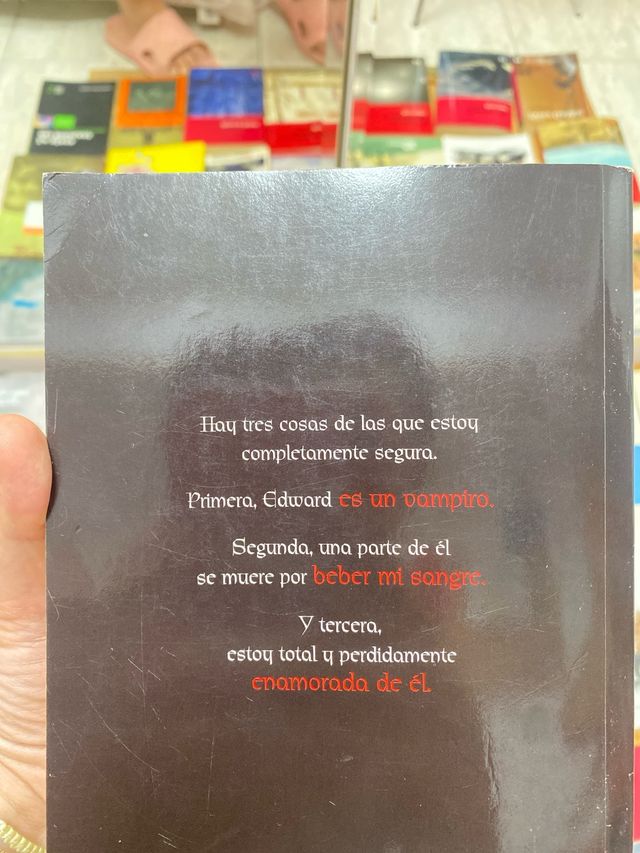 Hay tres cosas de las que estoy
completamente segura.
Primera, Edward es un vampiro.
Segunda, una parte de él
se muere por beber mi sangre.
Y tercera,
estoy total y perdidamente
enamorada de él.